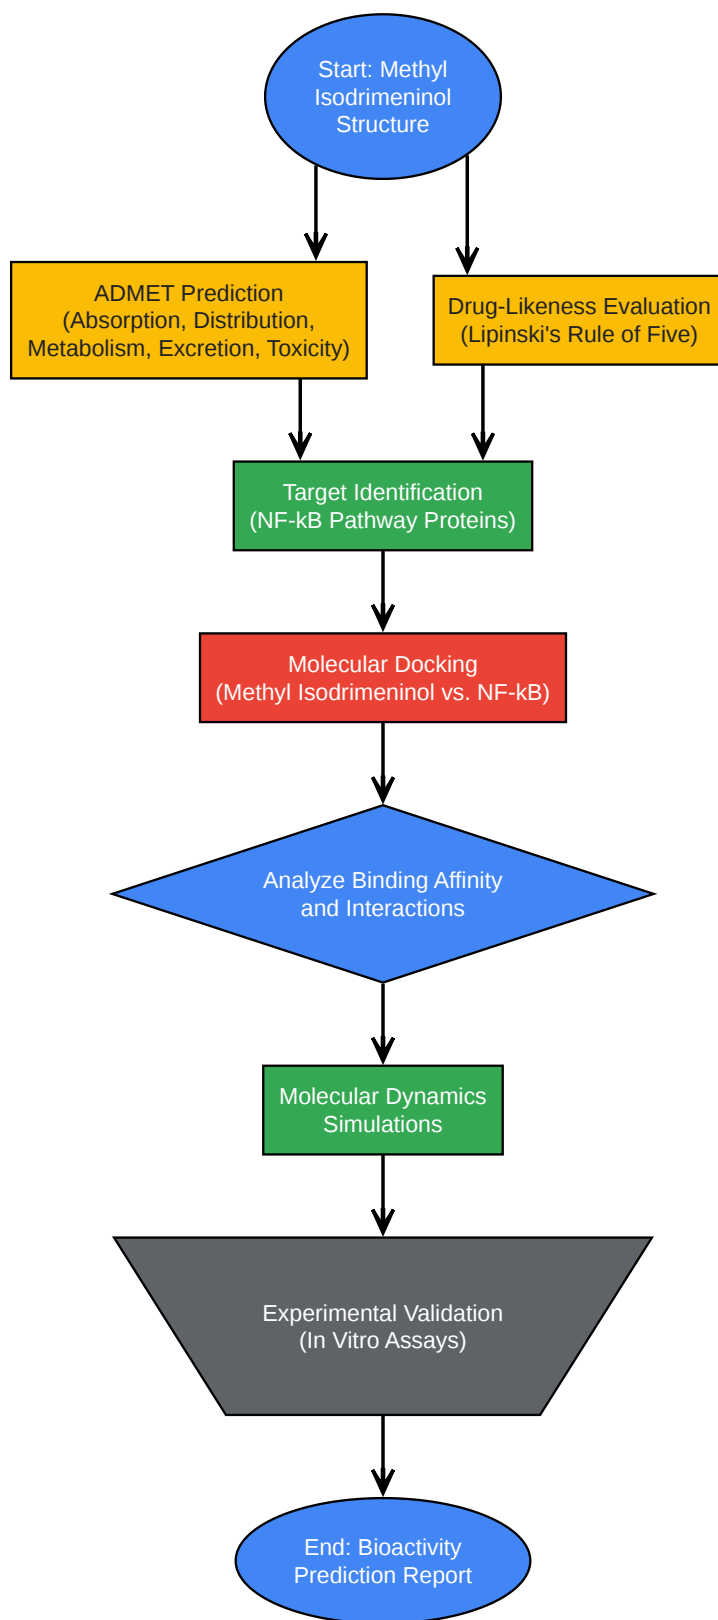 Start: Methyl
Isodrimeninol
Structure
ADMET Prediction
(Absorption, Distribution,
Metabolism, Excretion, Toxicity)
Drug-Likeness Evaluation
(Lipinski's Rule of Five)
Target Identification
(NF-kB Pathway Proteins)
Molecular Docking
(Methyl Isodrimeninol vs. NF-kB)
Analyze Binding Affinity
and Interactions
Molecular Dynamics
Simulations
Experimental Validation
(In Vitro Assays)
End: Bioactivity
Prediction Report